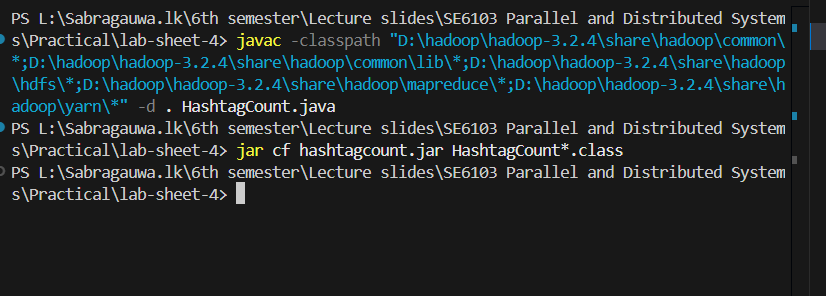 PS L:\Sabragauwa.lk\6th semester\Lecture slides\SE6103 Parallel and Distributed System
s\Practical\lab-sheet-4> javac -classpath "D:\hadoop\hadoop-3.2.4\share\hadoop\common\
*;D:\hadoop\hadoop-3.2.4\share\hadoop\common\lib\*;D:\hadoop\hadoop-3.2.4\share\hadoop
\hdfs\*;D:\hadoop\hadoop-3.2.4\share\hadoop\mapreduce\*;D:\hadoop\hadoop-3.2.4\share\h
adoop\yarn\*" -d . HashtagCount.java
PS L:\Sabragauwa.lk\6th semester\Lecture slides\SE6103 Parallel and Distributed System
s\Practical\lab-sheet-4> jar cf hashtagcount.jar HashtagCount*.class
PS L:\Sabragauwa.lk\6th semester\Lecture slides\SE6103 Parallel and Distributed System
s\Practical\lab-sheet-4>